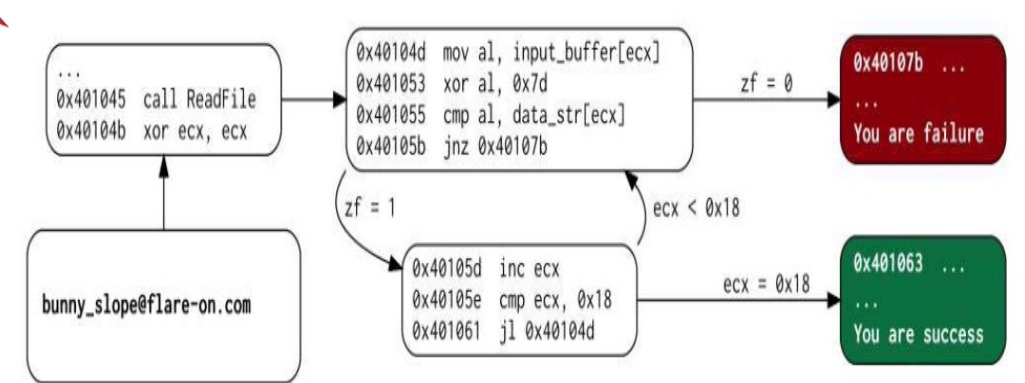 ...
0x401045 call ReadFile
0x40104b xor ecx, ecx
bunny_slope@flare-on.com
0x40104d mov al, input_buffer[ecx]
0x401053 xor al, 0x7d
0x401055 cmp al, data_str[ecx]
0x40105b jnz 0x40107b
zf = 0
0x40107b ...
...
You are failure
zf = 1
ecx < 0x18
0x40105d inc ecx
0x40105e cmp ecx, 0x18
0x401061 jl 0x40104d
ecx = 0x18
0x401063 ...
...
You are success